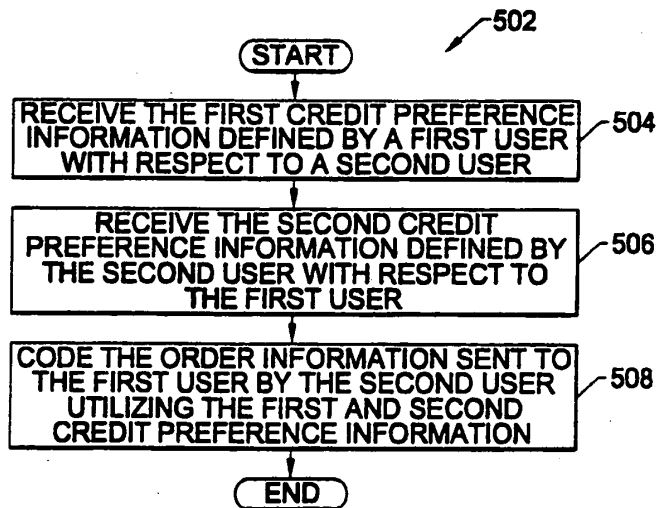 502
START
RECEIVE THE FIRST CREDIT PREFERENCE
INFORMATION DEFINED BY A FIRST USER
WITH RESPECT TO A SECOND USER
504
RECEIVE THE SECOND CREDIT
PREFERENCE INFORMATION DEFINED BY
THE SECOND USER WITH RESPECT TO
THE FIRST USER
506
CODE THE ORDER INFORMATION SENT TO
THE FIRST USER BY THE SECOND USER
UTILIZING THE FIRST AND SECOND
CREDIT PREFERENCE INFORMATION
508
END